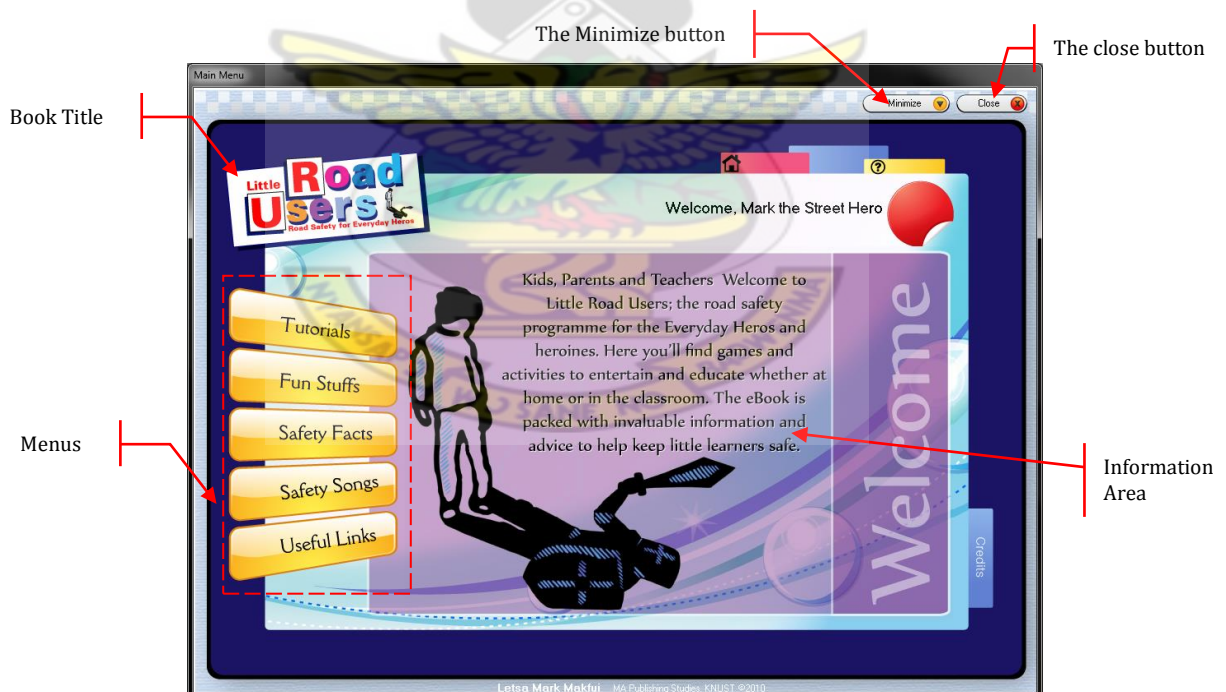 The Minimize button
The close button
Main Menu
Minimize
Close
Book Title
Little Road
Users
Road Safety for Everyday Heros
Welcome, Mark the Street Hero
Kids, Parents and Teachers Welcome to
Little Road Users; the road safety
programme for the Everyday Heros and
heroines. Here you'll find games and
activities to entertain and educate whether at
home or in the classroom. The eBook is
packed with invaluable information and
advice to help keep little learners safe.
Tutorials
Fun Stuffs
Safety Facts
Safety Songs
Useful Links
Menus
Welcome
Information
Area
Credits
Letsa Mark Makfui MA Publishing Studies, KNUST ©2010